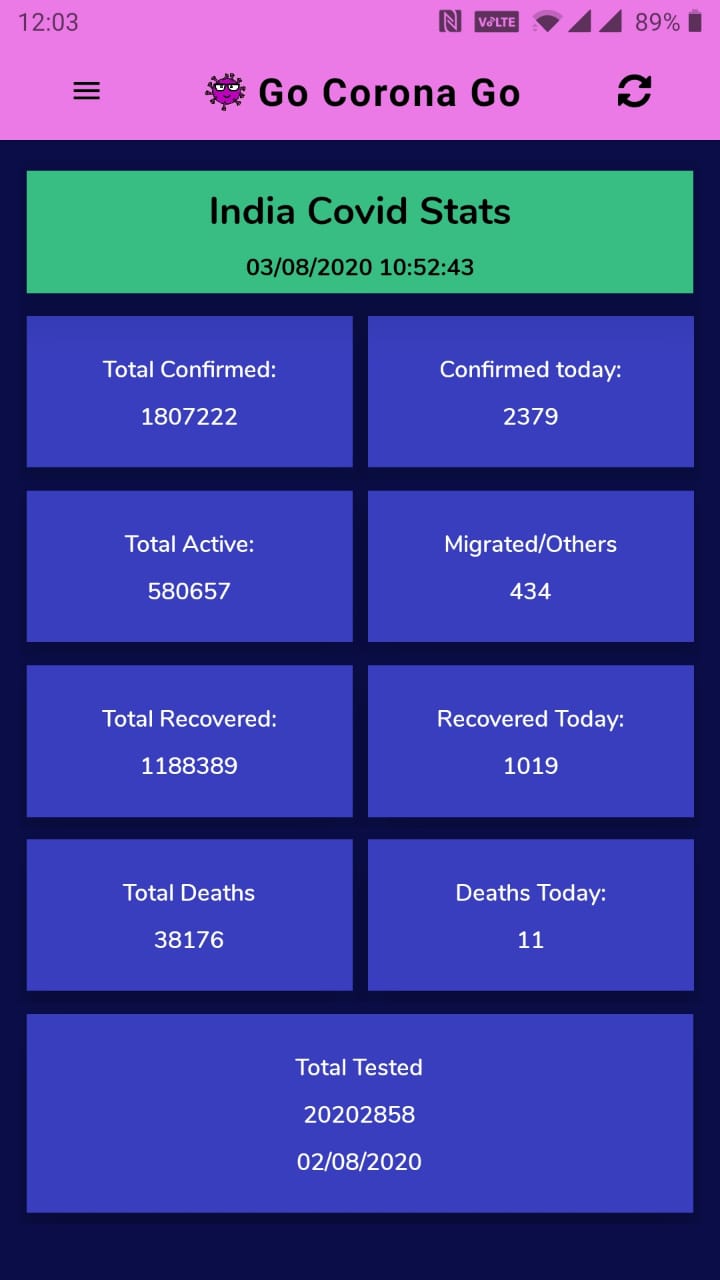 12:03 VoLTE 89%
Go Corona Go
India Covid Stats
03/08/2020 10:52:43
Total Confirmed:
1807222
Confirmed today:
2379
Total Active:
580657
Migrated/Others
434
Total Recovered:
1188389
Recovered Today:
1019
Total Deaths
38176
Deaths Today:
11
Total Tested
20202858
02/08/2020